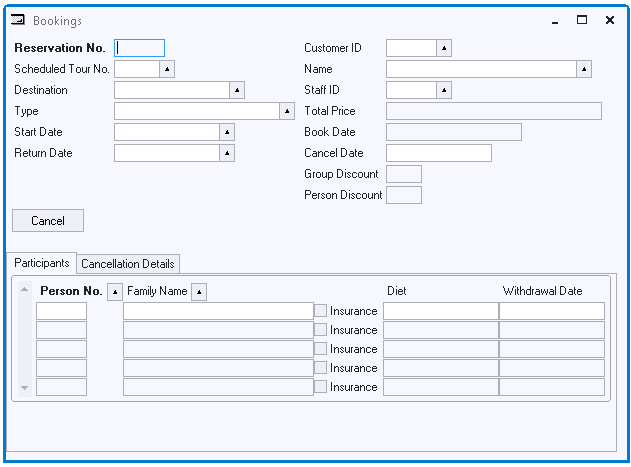 Bookings
Reservation No.
Scheduled Tour No.
Destination
Type
Start Date
Return Date
Customer ID
Name
Staff ID
Total Price
Book Date
Cancel Date
Group Discount
Person Discount
Cancel
Participants Cancellation Details
Person No. Family Name Diet Withdrawal Date
Insurance
Insurance
Insurance
Insurance
Insurance